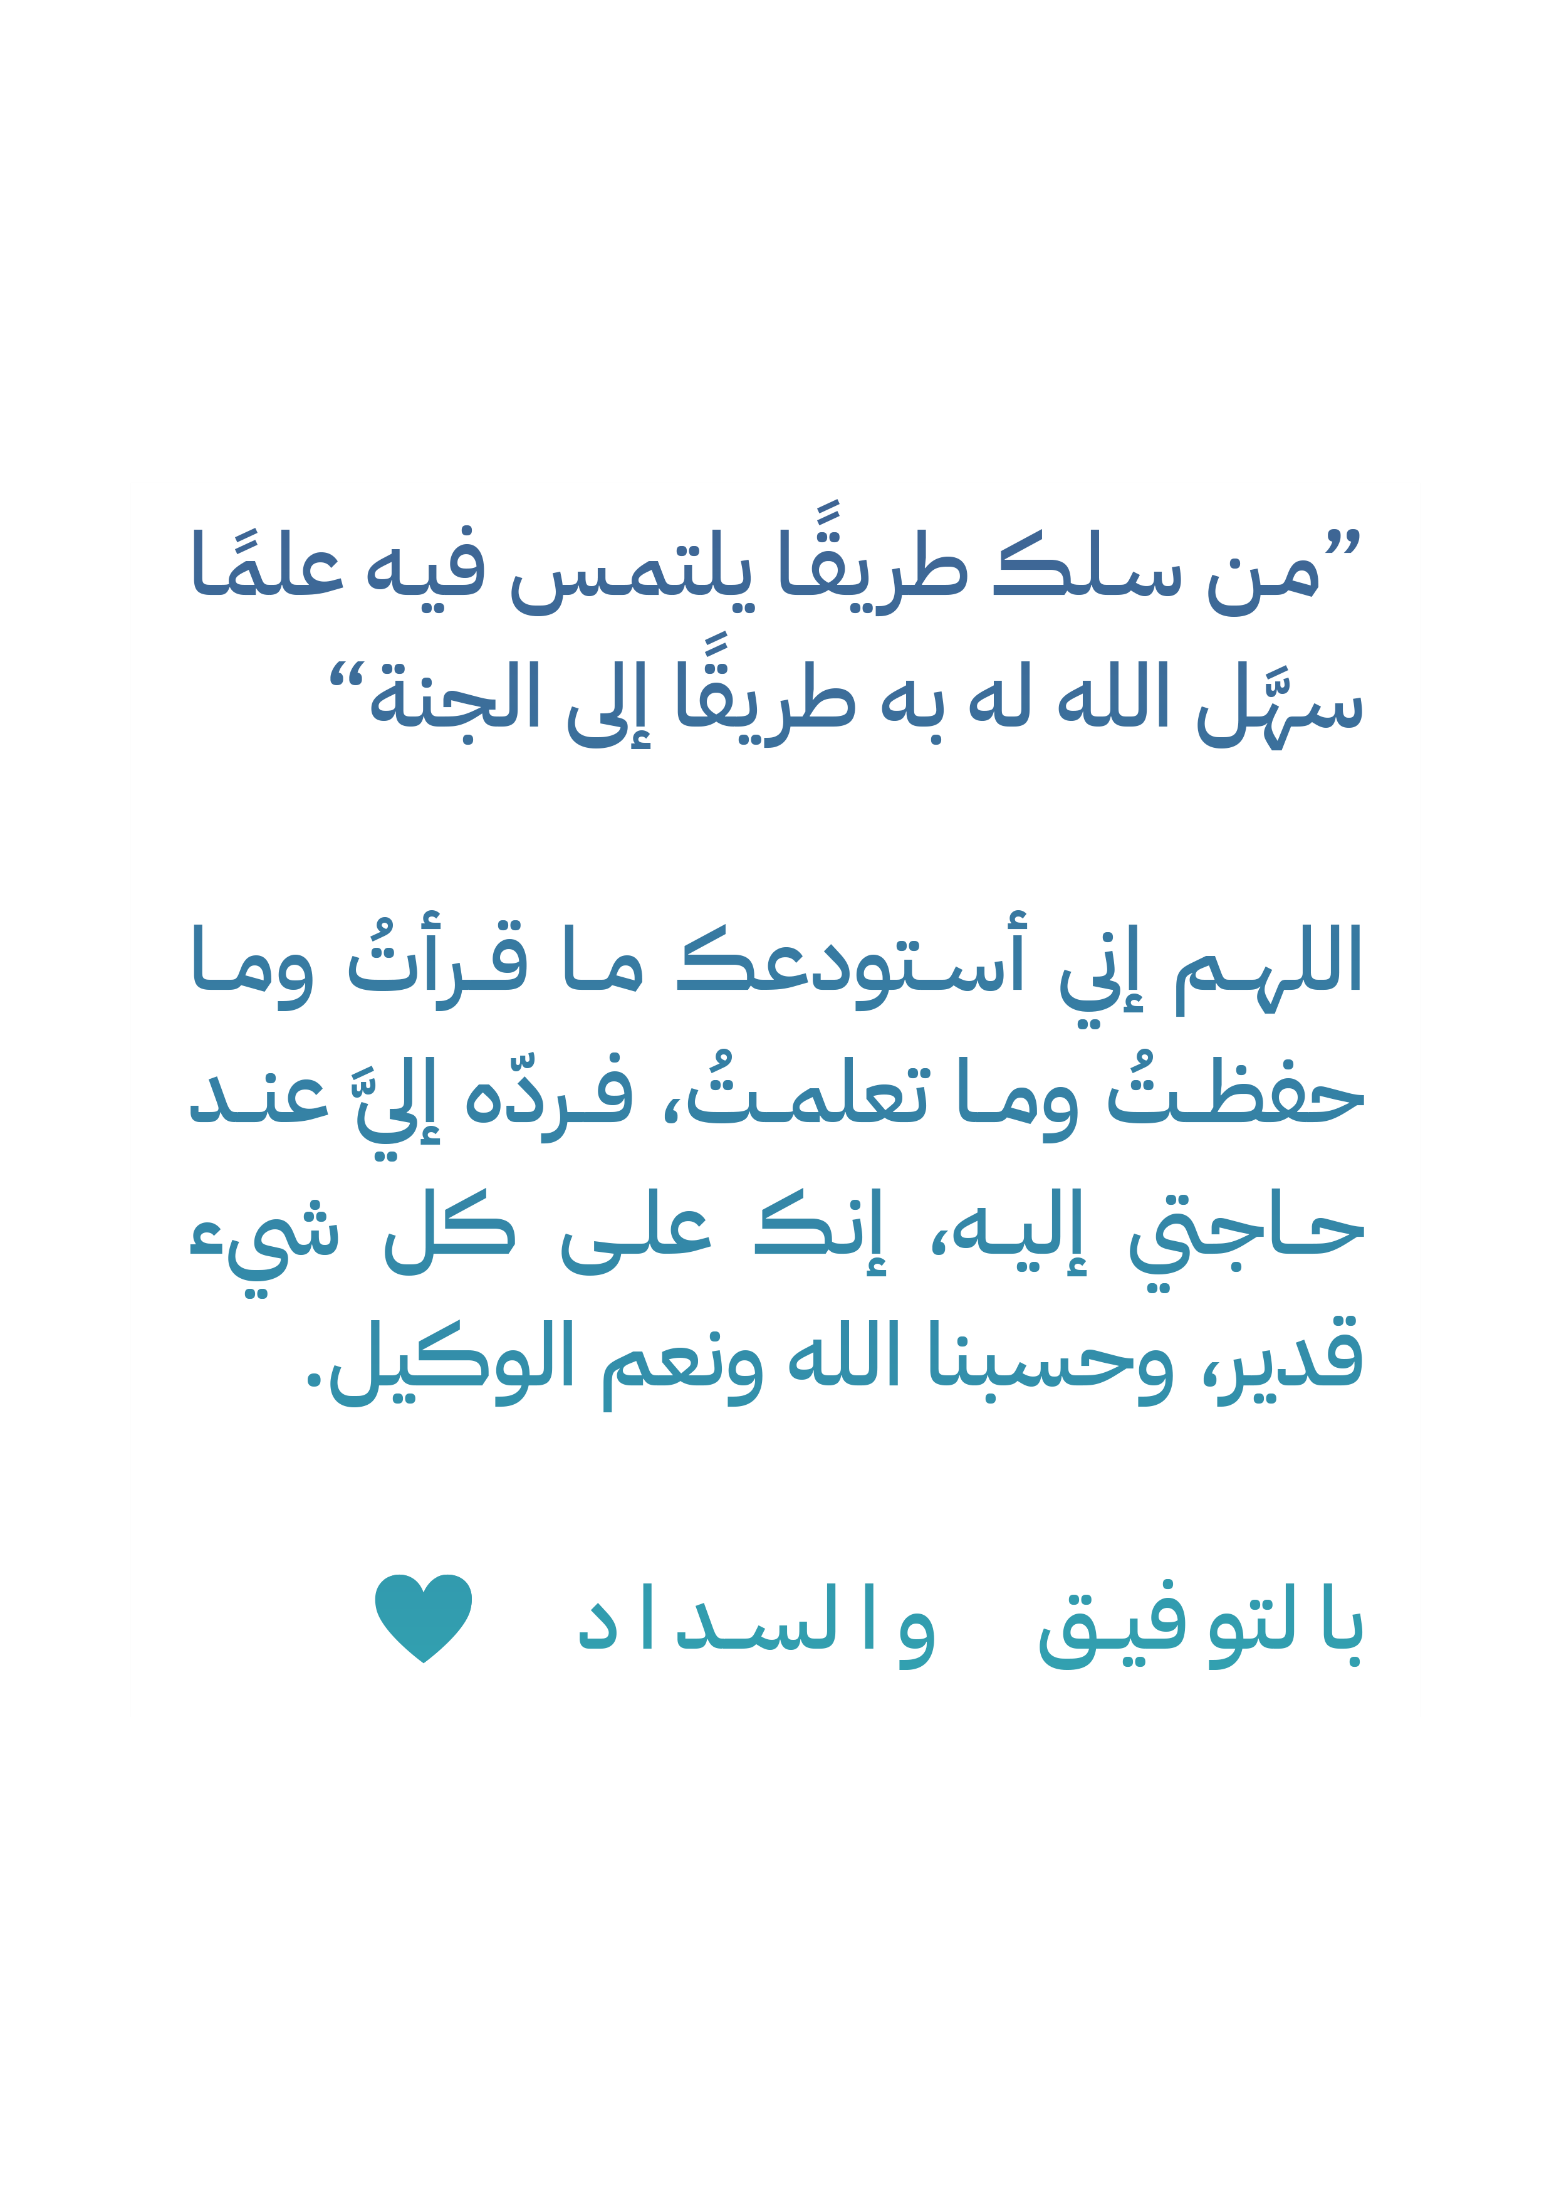 ”من سلك طريقًا يلتمس فيه علمًا
سهَّل الله له به طريقًا إلى الجنة“
اللهم إني أستودعك ما قرأتُ وما
حفظتُ وما تعلمتُ، فردّه إليَّ عند
حاجتي إليه، إنك على كل شيء
قدير، وحسبنا الله ونعم الوكيل.
بالتوفيق والسداد ♥